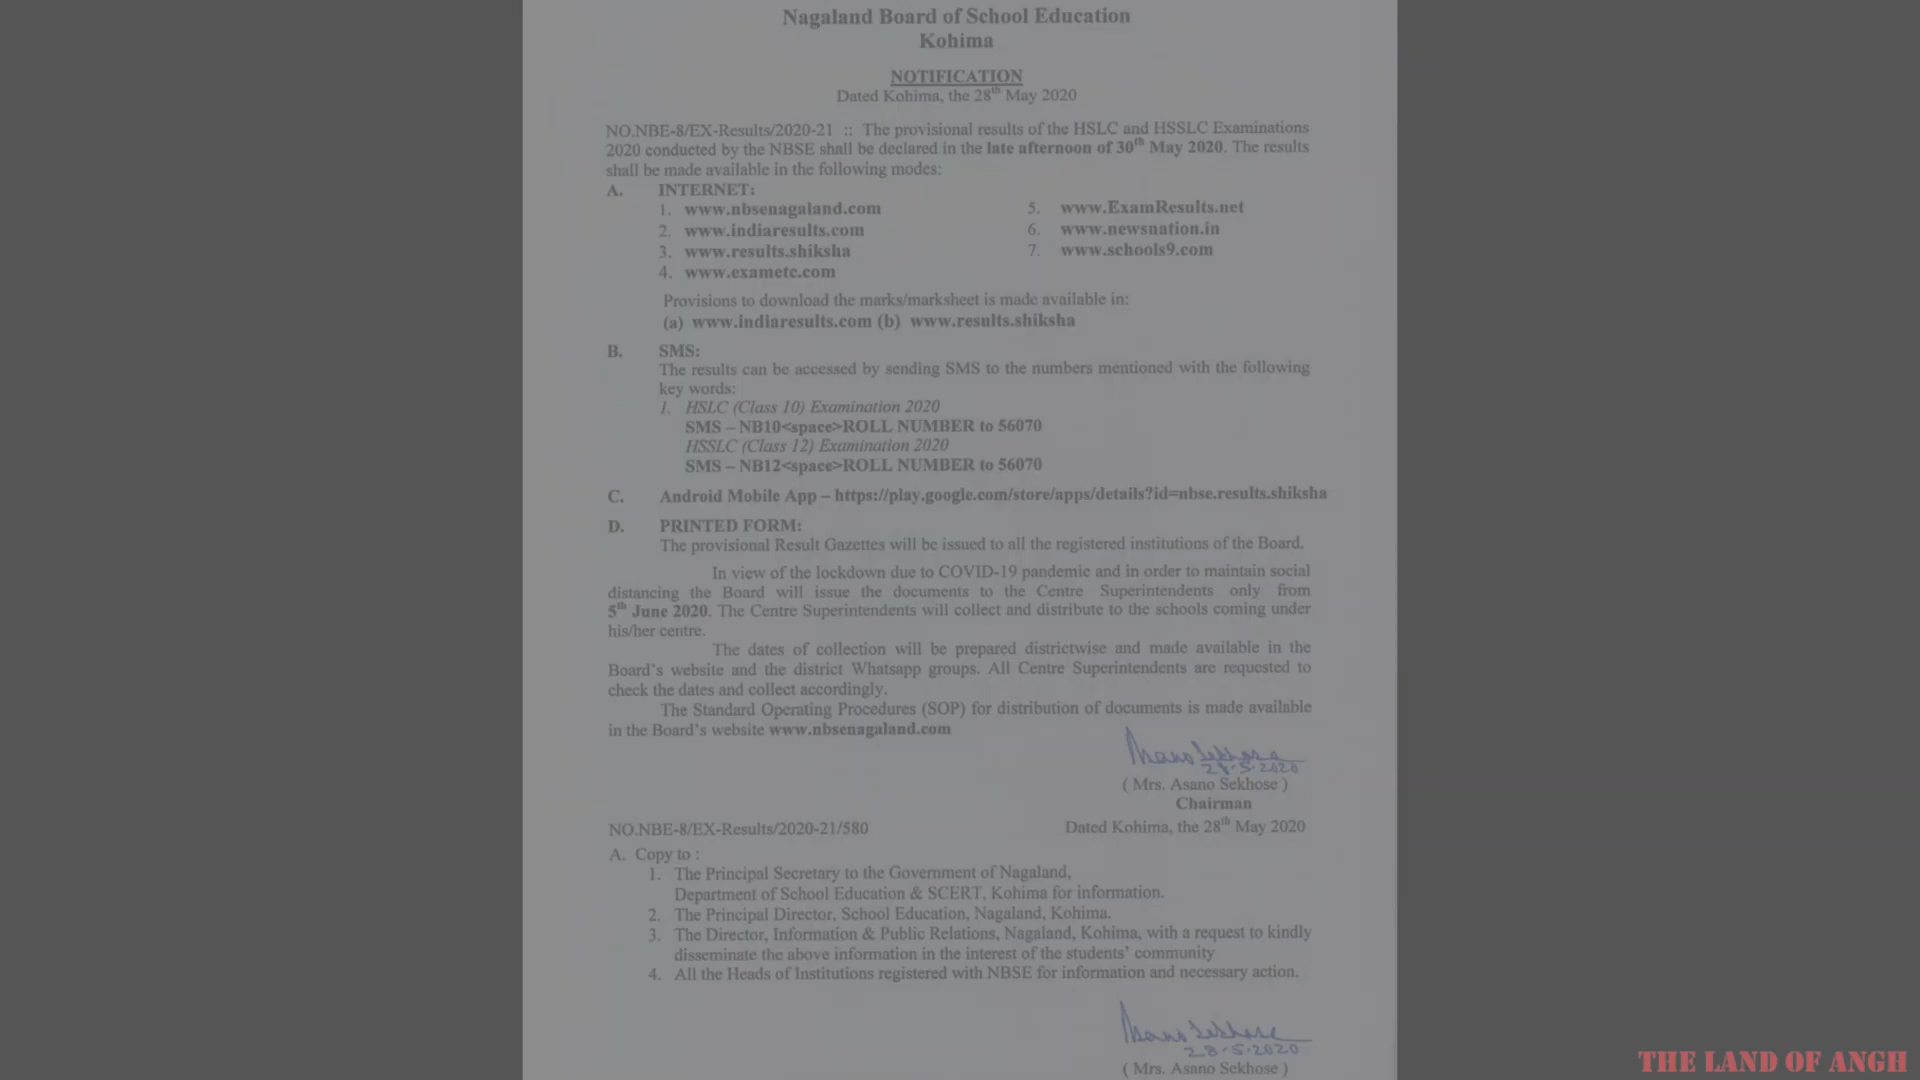 Nagaland Board of School Education
Kohima
NOTIFICATION
Dated Kohima, the 28th May 2020
NO.NBE-8/EX-Results/2020-21 :: The provisional results of the HSLC and HSSLC Examinations
2020 conducted by the NBSE shall be declared in the late afternoon of 30th May 2020. The results
shall be made available in the following modes:
A. INTERNET:
1. www.nbsenagaland.com
2. www.indiaresults.com
3. www.results.shiksha
4. www.exametc.com
5. www.ExamResults.net
6. www.newsnation.in
7. www.schools9.com
Provisions to download the marks/marksheet is made available in:
(a) www.indiaresults.com (b) www.results.shiksha
B. SMS:
The results can be accessed by sending SMS to the numbers mentioned with the following
key words:
1. HSLC (Class 10) Examination 2020
SMS – NB10<space>ROLL NUMBER to 56070
HSSLC (Class 12) Examination 2020
SMS – NB12<space>ROLL NUMBER to 56070
C. Android Mobile App – https://play.google.com/store/apps/details?id=nbse.results.shiksha
D. PRINTED FORM:
The provisional Result Gazettes will be issued to all the registered institutions of the Board.
In view of the lockdown due to COVID-19 pandemic and in order to maintain social
distancing the Board will issue the documents to the Centre Superintendents only from
5th June 2020. The Centre Superintendents will collect and distribute to the schools coming under
his/her centre.
The dates of collection will be prepared districtwise and made available in the
Board's website and the district Whatsapp groups. All Centre Superintendents are requested to
check the dates and collect accordingly.
The Standard Operating Procedures (SOP) for distribution of documents is made available
in the Board's website www.nbsenagaland.com
Asano Sekhose
28-5-2020
( Mrs. Asano Sekhose )
Chairman
NO.NBE-8/EX-Results/2020-21/580 Dated Kohima, the 28th May 2020
A. Copy to :
1. The Principal Secretary to the Government of Nagaland,
Department of School Education & SCERT, Kohima for information.
2. The Principal Director, School Education, Nagaland, Kohima.
3. The Director, Information & Public Relations, Nagaland, Kohima, with a request to kindly
disseminate the above information in the interest of the students' community
4. All the Heads of Institutions registered with NBSE for information and necessary action.
Asano Sekhose
28-5-2020
( Mrs. Asano Sekhose )
THE LAND OF ANGH